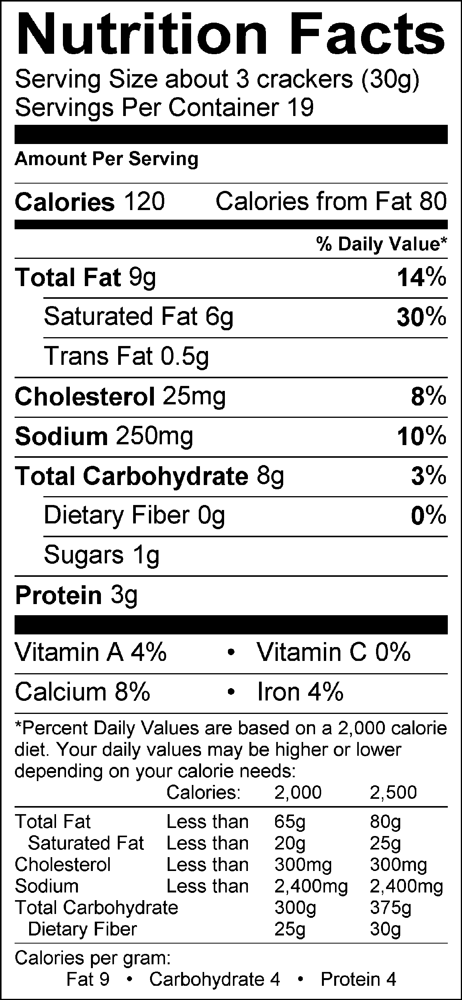 Nutrition Facts
Serving Size about 3 crackers (30g)
Servings Per Container 19
Amount Per Serving
Calories 120 Calories from Fat 80
% Daily Value*
Total Fat 9g 14%
Saturated Fat 6g 30%
Trans Fat 0.5g
Cholesterol 25mg 8%
Sodium 250mg 10%
Total Carbohydrate 8g 3%
Dietary Fiber 0g 0%
Sugars 1g
Protein 3g
Vitamin A 4% • Vitamin C 0%
Calcium 8% • Iron 4%
*Percent Daily Values are based on a 2,000 calorie
diet. Your daily values may be higher or lower
depending on your calorie needs:
Calories: 2,000 2,500
Total Fat Less than 65g 80g
Saturated Fat Less than 20g 25g
Cholesterol Less than 300mg 300mg
Sodium Less than 2,400mg 2,400mg
Total Carbohydrate 300g 375g
Dietary Fiber 25g 30g
Calories per gram:
Fat 9 • Carbohydrate 4 • Protein 4